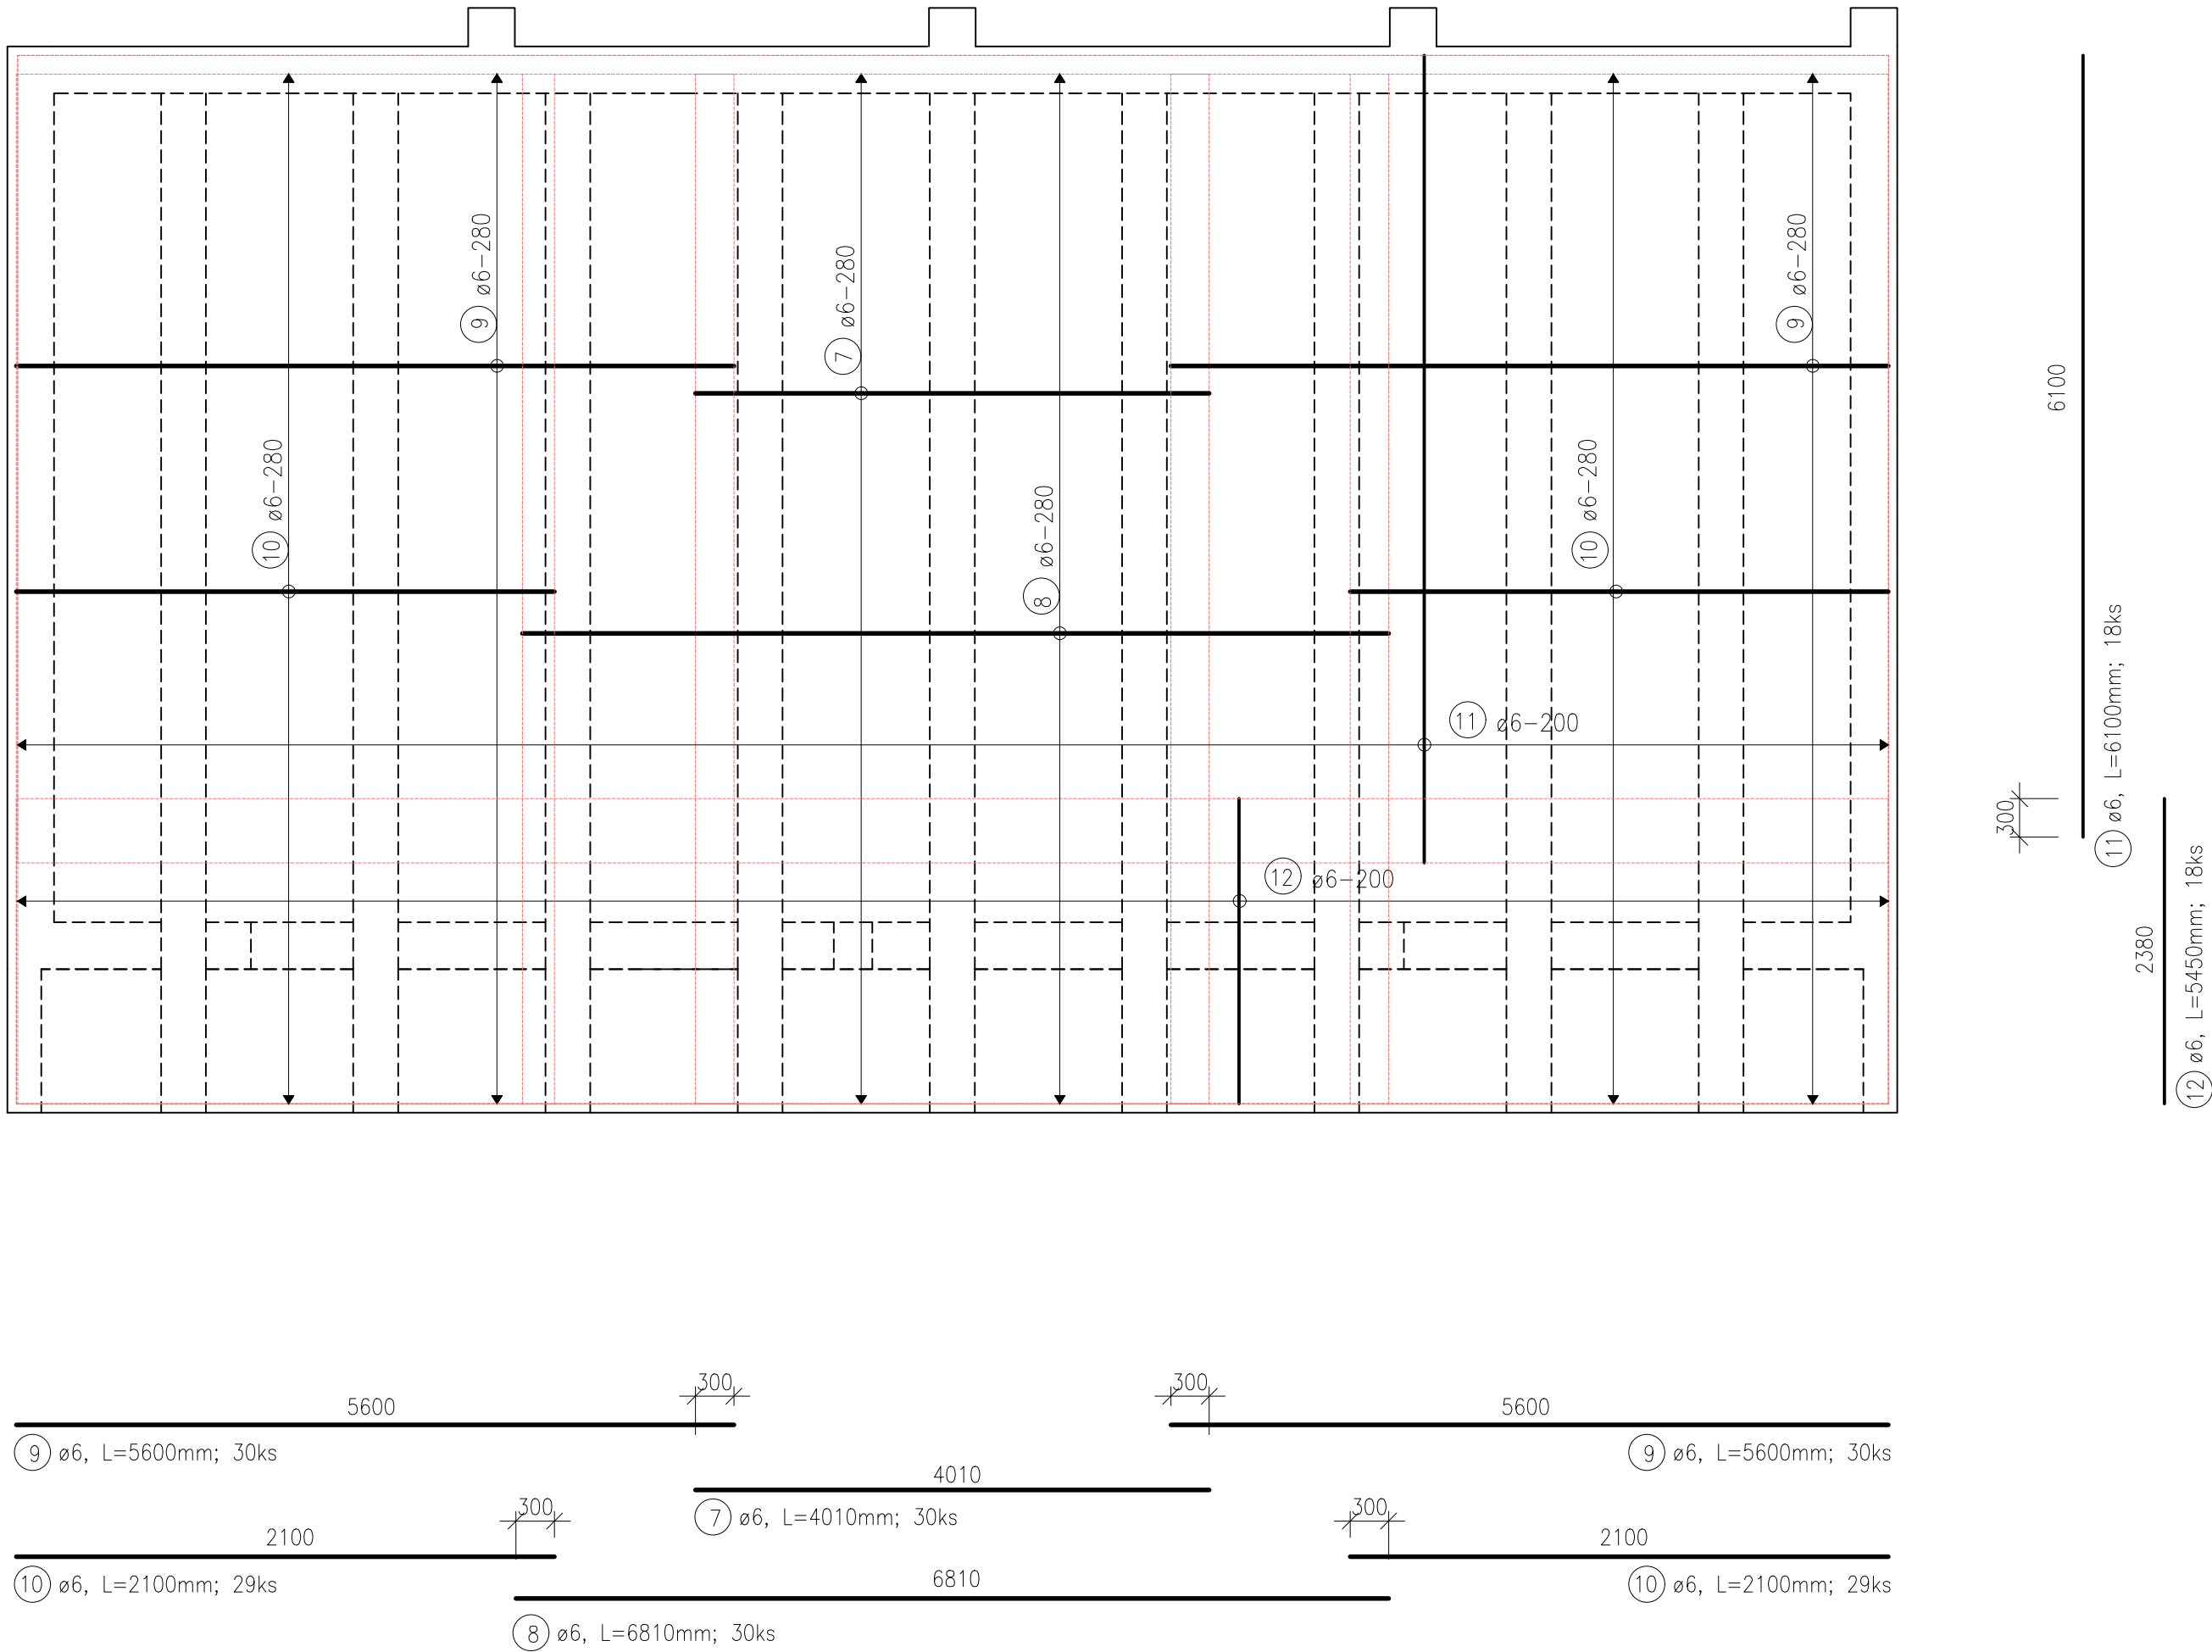 9 ø6-280
7 ø6-280
9 ø6-280
10 ø6-280
8 ø6-280
10 ø6-280
11 ø6-200
12 ø6-200
6100
11 ø6, L=6100mm; 18ks
300
2380
12 ø6, L=5450mm; 18ks
300
300
5600
5600
9 ø6, L=5600mm; 30ks
9 ø6, L=5600mm; 30ks
4010
7 ø6, L=4010mm; 30ks
300
300
2100
2100
10 ø6, L=2100mm; 29ks
10 ø6, L=2100mm; 29ks
6810
8 ø6, L=6810mm; 30ks